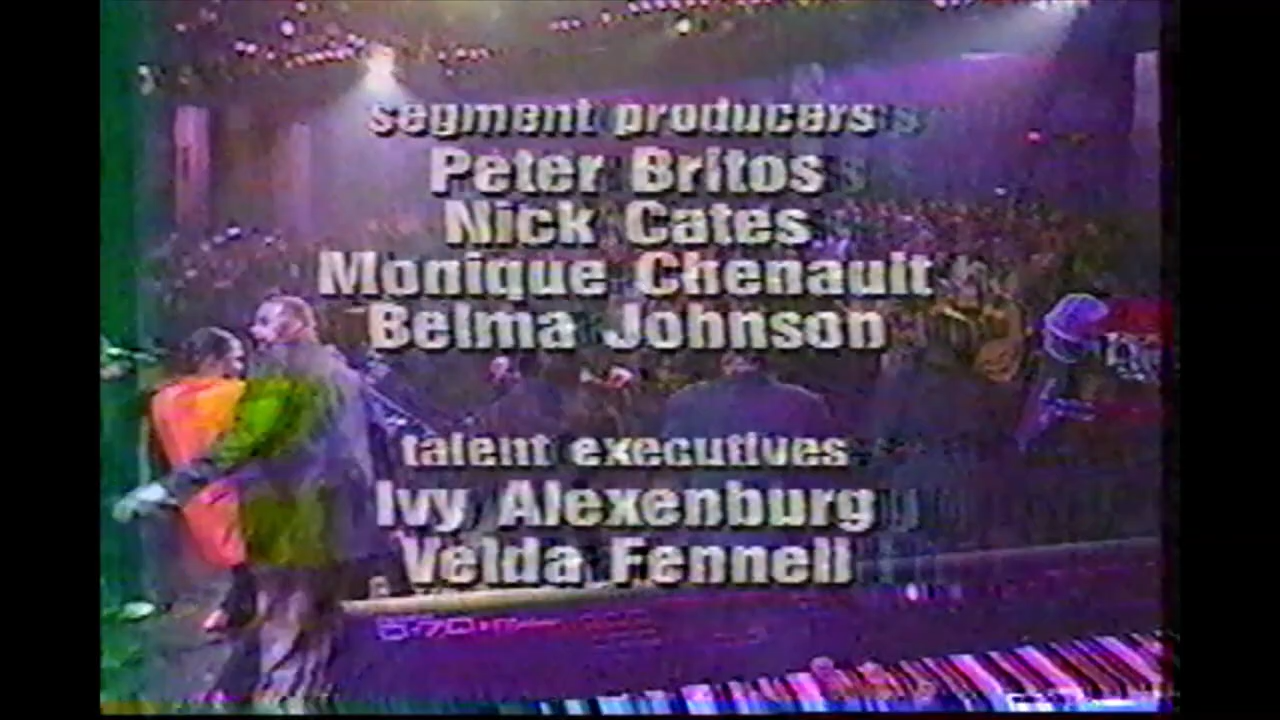 segment producers
Peter Britos
Nick Cates
Monique Chenault
Belma Johnson
talent executives
Ivy Alexenburg
Velda Fennell